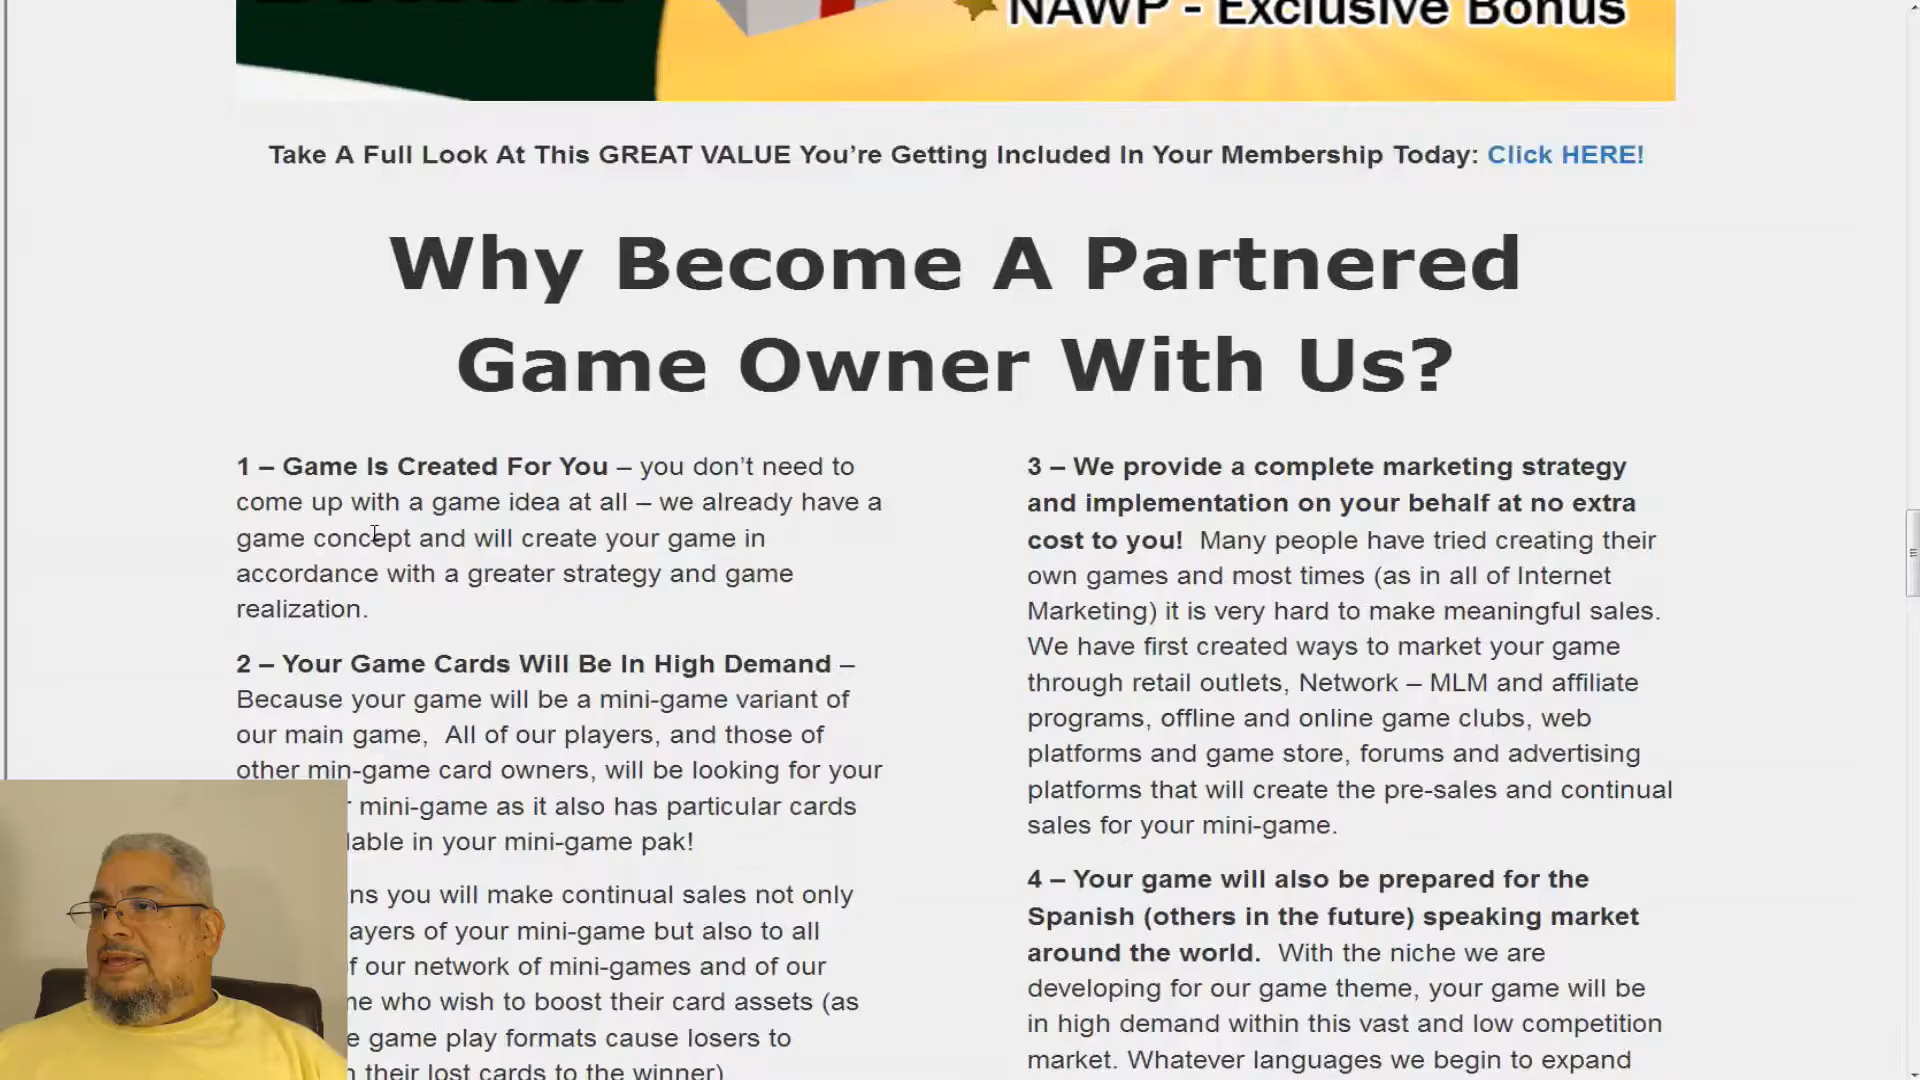 NAWP - Exclusive Bonus
Take A Full Look At This GREAT VALUE You’re Getting Included In Your Membership Today: Click HERE!
Why Become A Partnered
Game Owner With Us?
1 – Game Is Created For You – you don’t need to
come up with a game idea at all – we already have a
game concept and will create your game in
accordance with a greater strategy and game
realization.
2 – Your Game Cards Will Be In High Demand –
Because your game will be a mini-game variant of
our main game,  All of our players, and those of
other min-game card owners, will be looking for your
mini-game as it also has particular cards
in your mini-game pak!
you will make continual sales not only
of your mini-game but also to all
of our network of mini-games and of our
who wish to boost their card assets (as
game play formats cause losers to
their lost cards to the winner)
3 – We provide a complete marketing strategy
and implementation on your behalf at no extra
cost to you!  Many people have tried creating their
own games and most times (as in all of Internet
Marketing) it is very hard to make meaningful sales.
We have first created ways to market your game
through retail outlets, Network – MLM and affiliate
programs, offline and online game clubs, web
platforms and game store, forums and advertising
platforms that will create the pre-sales and continual
sales for your mini-game.
4 – Your game will also be prepared for the
Spanish (others in the future) speaking market
around the world.  With the niche we are
developing for our game theme, your game will be
in high demand within this vast and low competition
market. Whatever languages we begin to expand